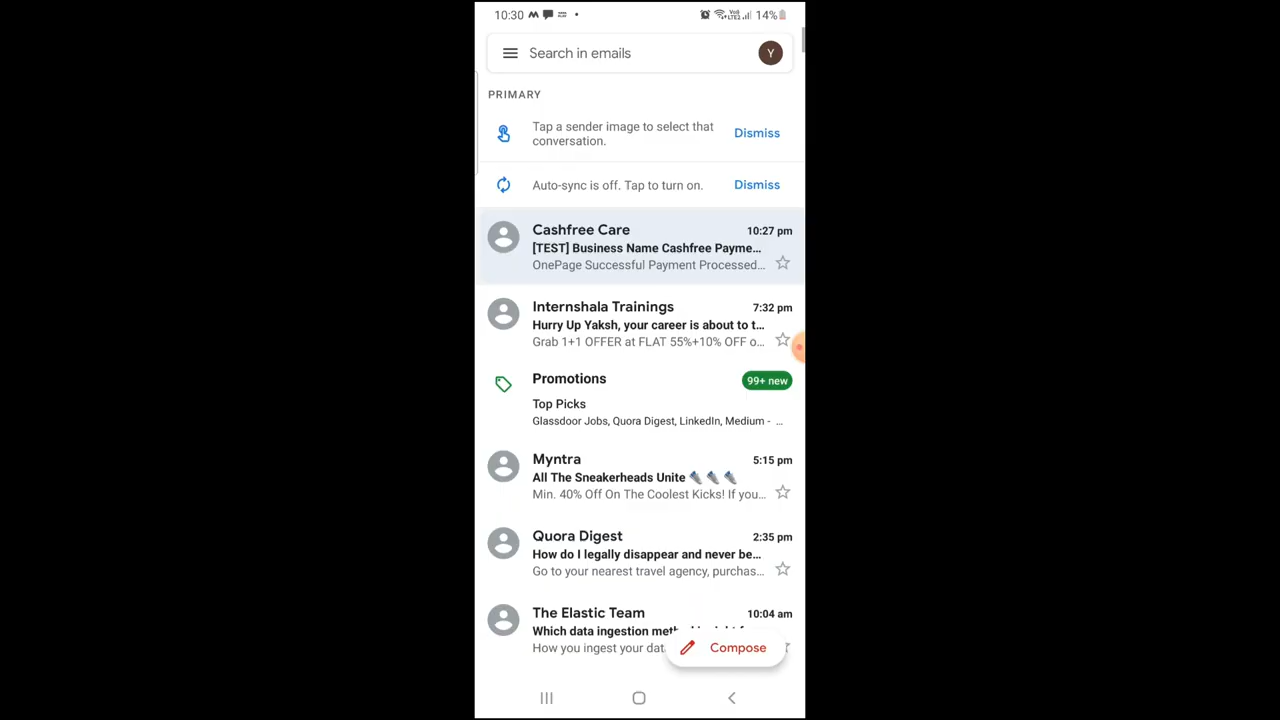 10:30 14%
Search in emails Y
PRIMARY
Tap a sender image to select that
conversation.
Dismiss
Auto-sync is off. Tap to turn on. Dismiss
Cashfree Care 10:27 pm
[TEST] Business Name Cashfree Payme...
OnePage Successful Payment Processed...
Internshala Trainings 7:32 pm
Hurry Up Yaksh, your career is about to t...
Grab 1+1 OFFER at FLAT 55%+10% OFF o...
Promotions 99+ new
Top Picks
Glassdoor Jobs, Quora Digest, LinkedIn, Medium - ...
Myntra 5:15 pm
All The Sneakerheads Unite
Min. 40% Off On The Coolest Kicks! If you...
Quora Digest 2:35 pm
How do I legally disappear and never be...
Go to your nearest travel agency, purchas...
The Elastic Team 10:04 am
Which data ingestion
How you ingest your
Compose